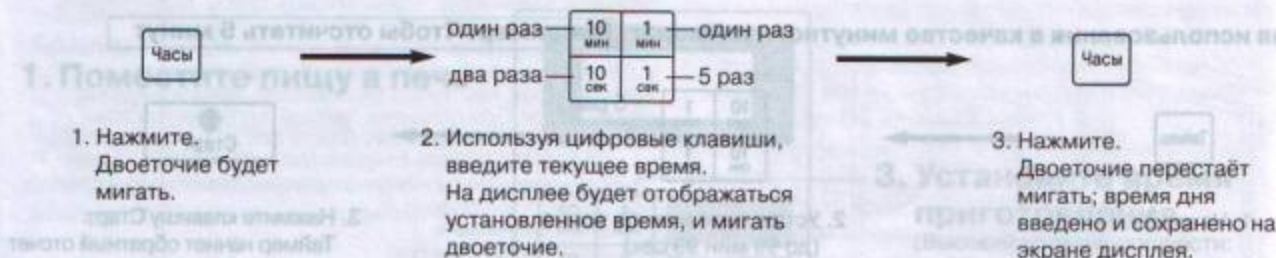 Часы
один раз 10 мин 1 мин один раз
два раза 10 сек 1 сек 5 раз
Часы
1. Нажмите.
Двоеточие будет
мигать.
2. Используя цифровые клавиши,
введите текущее время.
На дисплее будет отображаться
установленное время, и мигать
двоеточие.
3. Нажмите.
Двоеточие перестаёт
мигать; время дня
введено и сохранено на
экране дисплея.